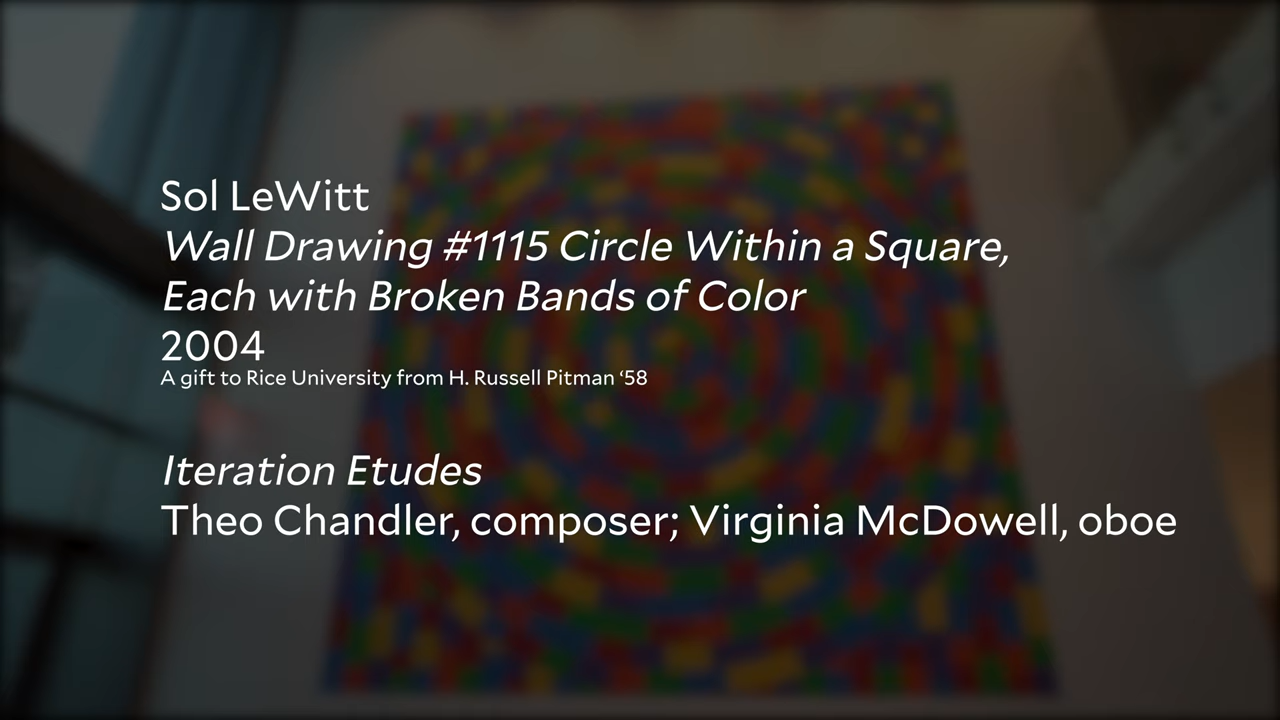 Sol LeWitt
Wall Drawing #1115 Circle Within a Square,
Each with Broken Bands of Color
2004
A gift to Rice University from H. Russell Pitman ‘58
Iteration Etudes
Theo Chandler, composer; Virginia McDowell, oboe